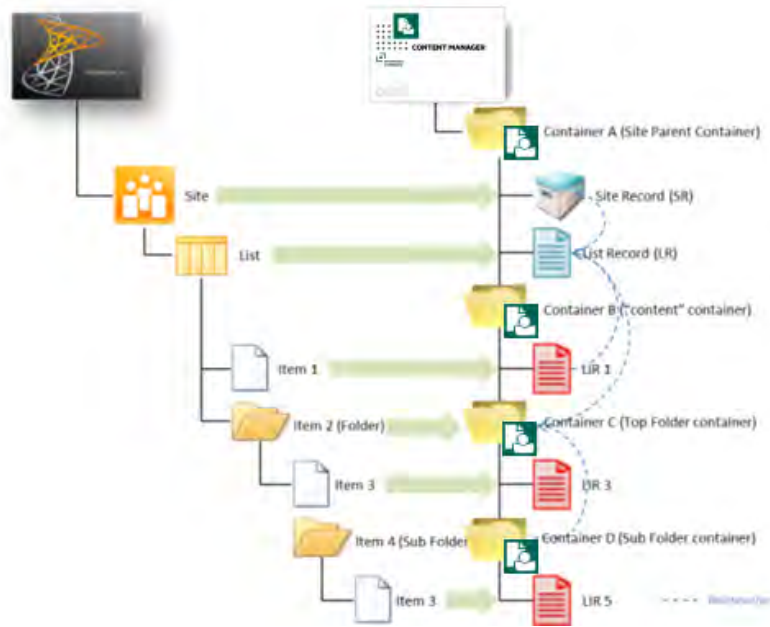 CONTENT MANAGER
Container A (Site Parent Container)
Site
Site Record (SR)
List
List Record (LR)
Container B ("content" container)
Item 1
LIR 1
Item 2 (Folder)
Container C (Top Folder container)
Item 3
LIR 3
Item 4 (Sub Folder
Container D (Sub Folder container)
Item 3
LIR 5